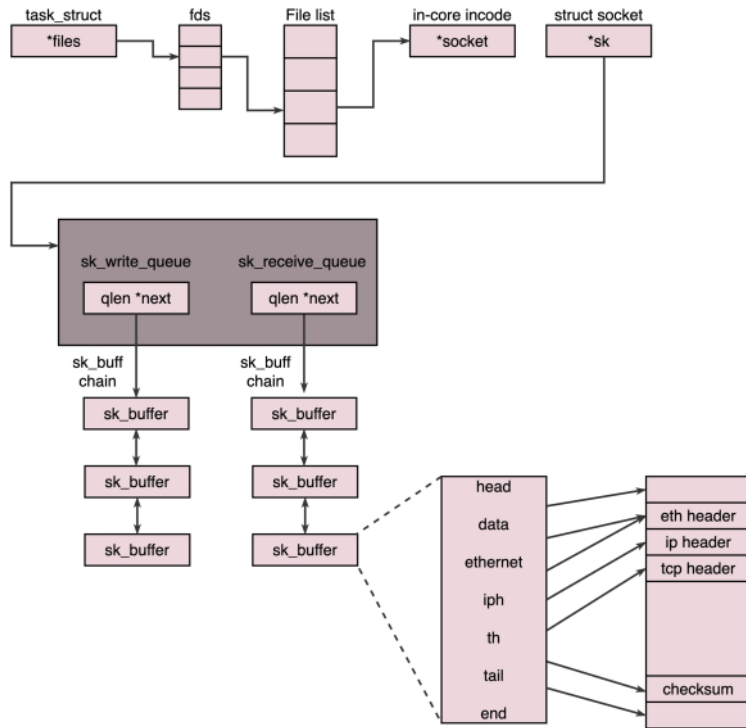 task_struct
fds
File list
in-core incode
struct socket
*files
*socket
*sk
sk_write_queue
sk_receive_queue
qlen *next
qlen *next
sk_buff
chain
sk_buff
chain
sk_buffer
sk_buffer
sk_buffer
sk_buffer
sk_buffer
sk_buffer
head
data
ethernet
iph
th
tail
end
eth header
ip header
tcp header
checksum